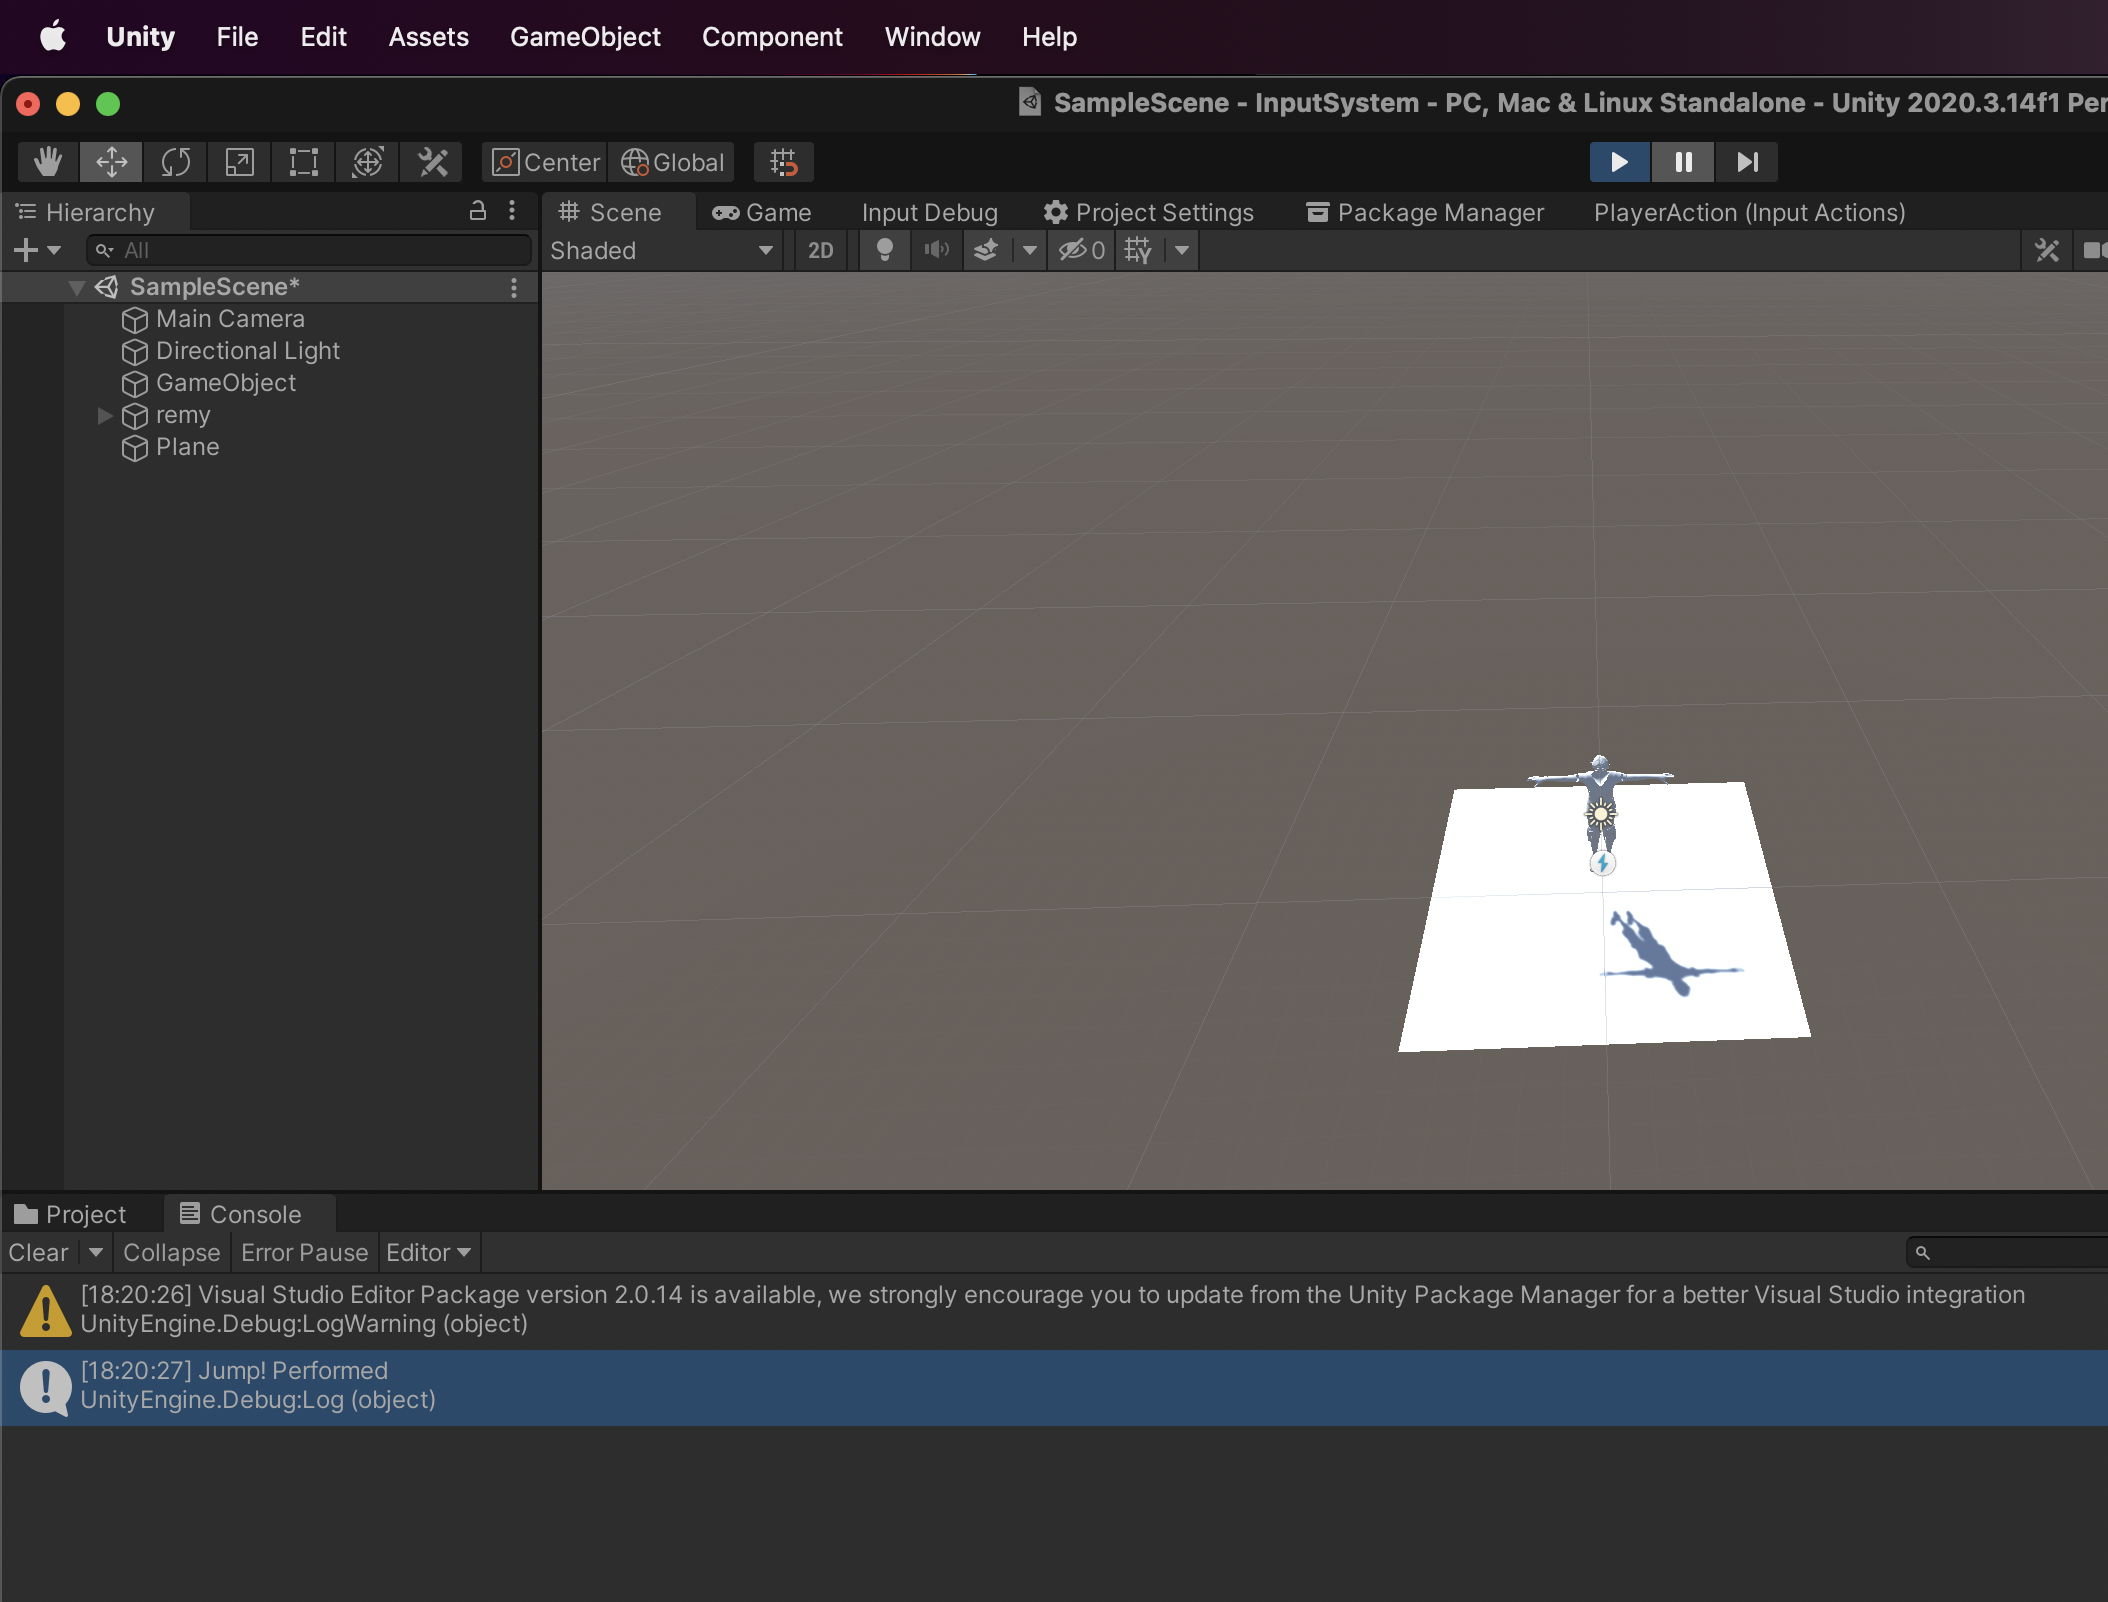 Unity File Edit Assets GameObject Component Window Help
SampleScene - InputSystem - PC, Mac & Linux Standalone - Unity 2020.3.14f1
Center Global
Hierarchy
Scene Game Input Debug Project Settings Package Manager PlayerAction (Input Actions)
All
Shaded 2D 0
SampleScene*
Main Camera
Directional Light
GameObject
remy
Plane
Project Console
Clear Collapse Error Pause Editor
[18:20:26] Visual Studio Editor Package version 2.0.14 is available, we strongly encourage you to update from the Unity Package Manager for a better Visual Studio integration
UnityEngine.Debug:LogWarning (object)
[18:20:27] Jump! Performed
UnityEngine.Debug:Log (object)